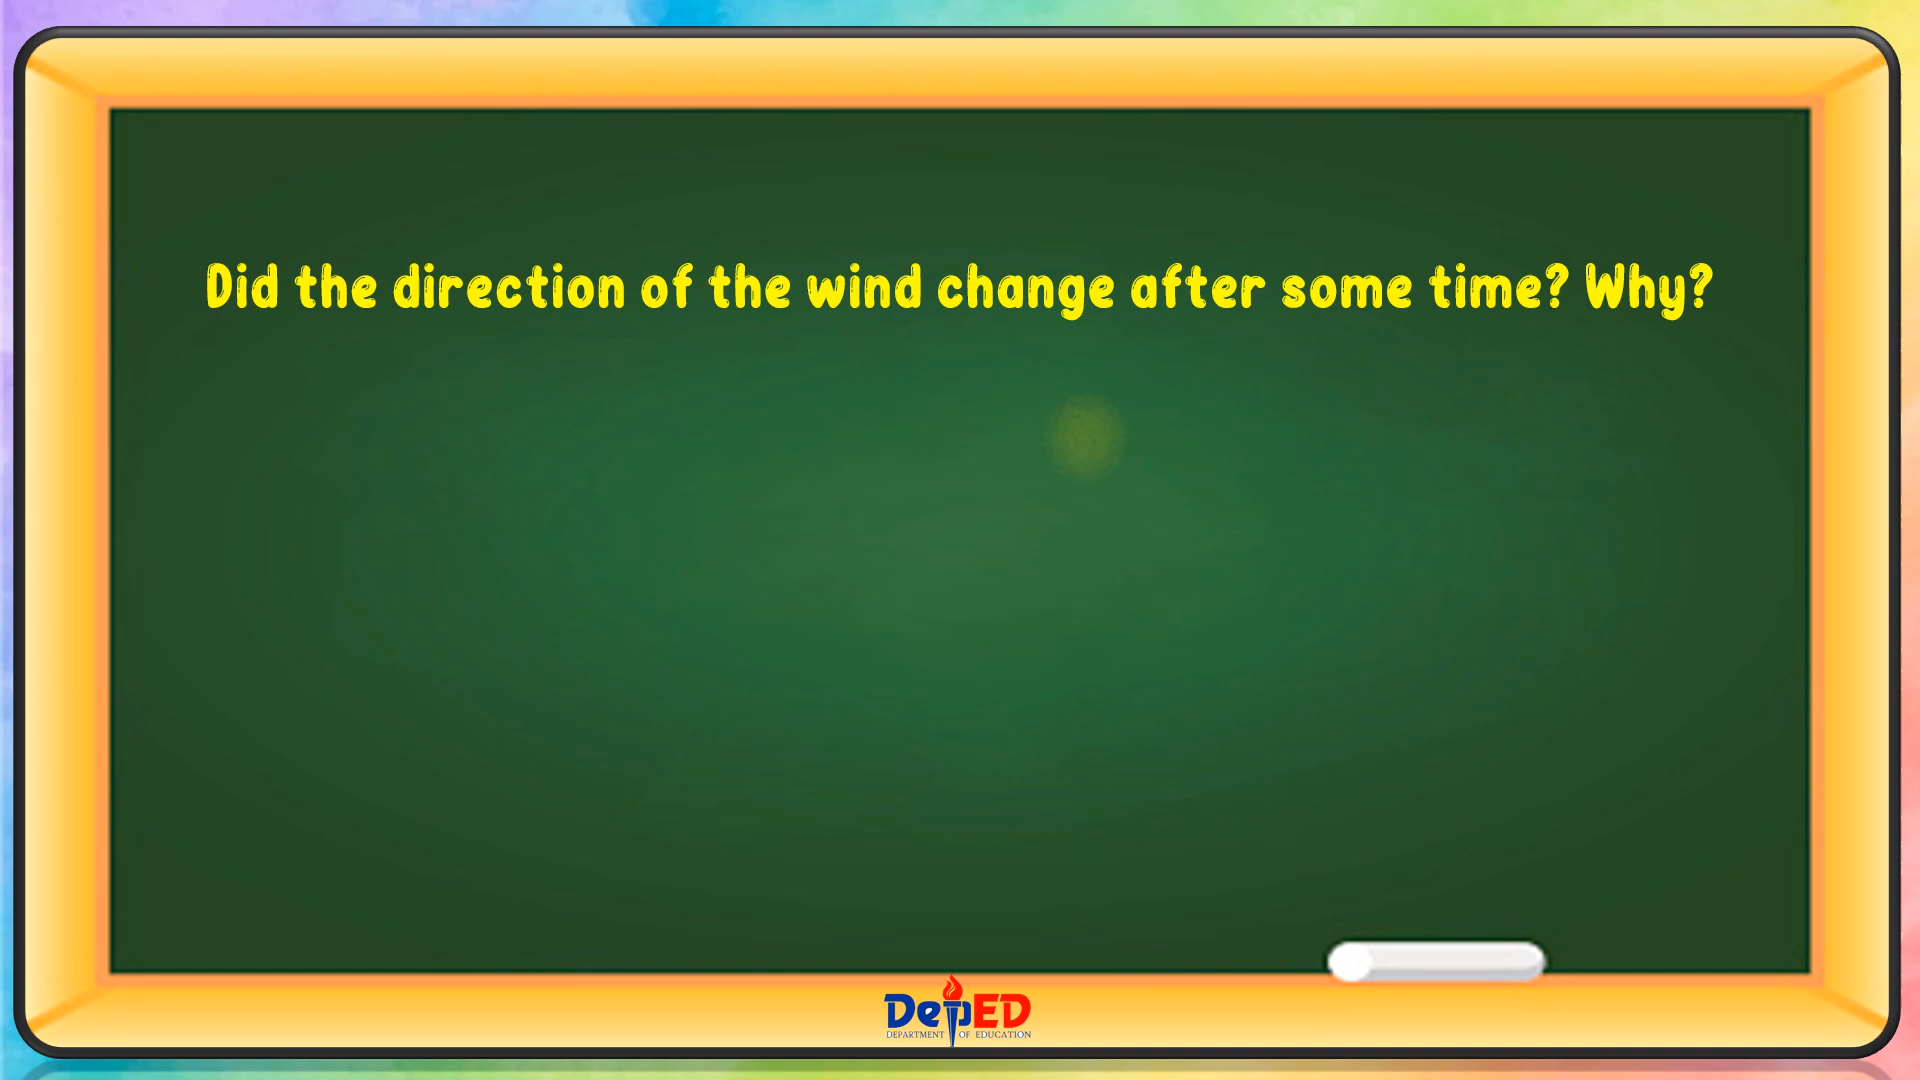 Did the direction of the wind change after some time? Why?
DepED
DEPARTMENT OF EDUCATION